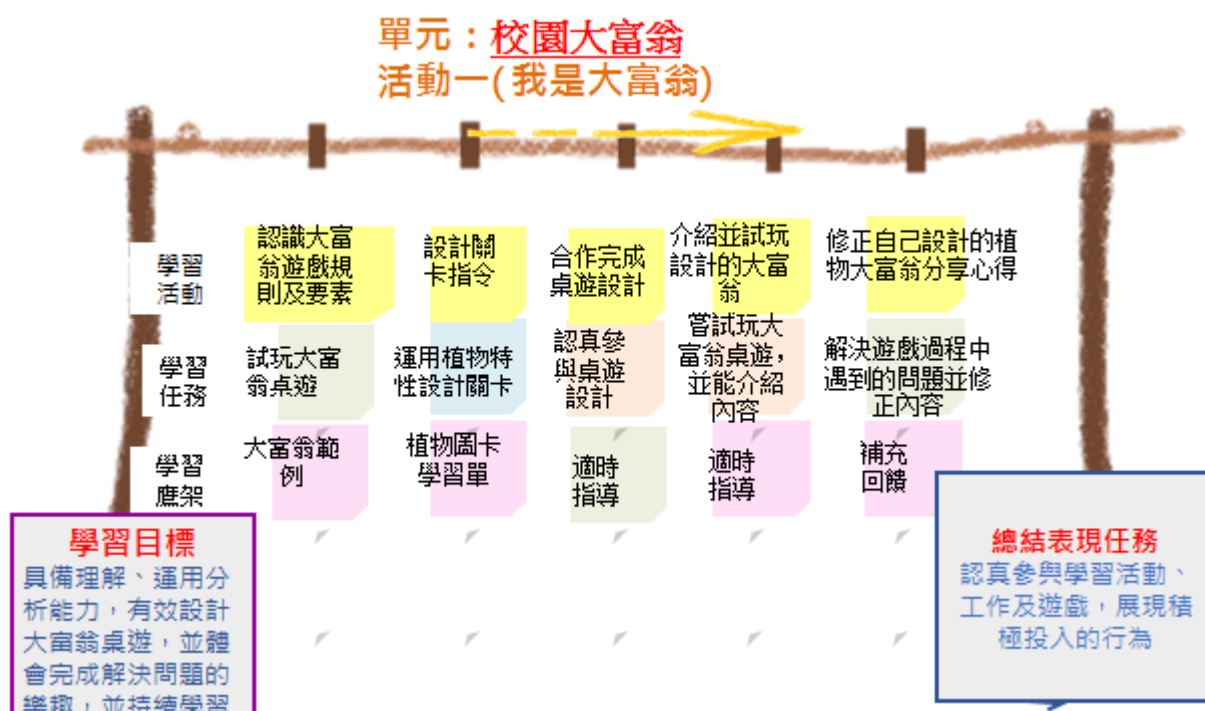 單元：校園大富翁
活動一(我是大富翁)
學習
活動
認識大富
翁遊戲規
則及要素
設計關
卡指令
合作完成
桌遊設計
介紹並試玩
設計的大富
翁
修正自己設計的植
物大富翁分享心得
學習
任務
試玩大富
翁桌遊
運用植物特
性設計關卡
認真參
與桌遊
設計
嘗試玩大
富翁桌遊，
並能介紹
內容
解決遊戲過程中
遇到的問題並修
正內容
學習
鷹架
大富翁範
例
植物圖卡
學習單
適時
指導
適時
指導
補充
回饋
學習目標
具備理解、運用分
析能力，有效設計
大富翁桌遊，並體
會完成解決問題的
樂趣，並持續學習
總結表現任務
認真參與學習活動、
工作及遊戲，展現積
極投入的行為